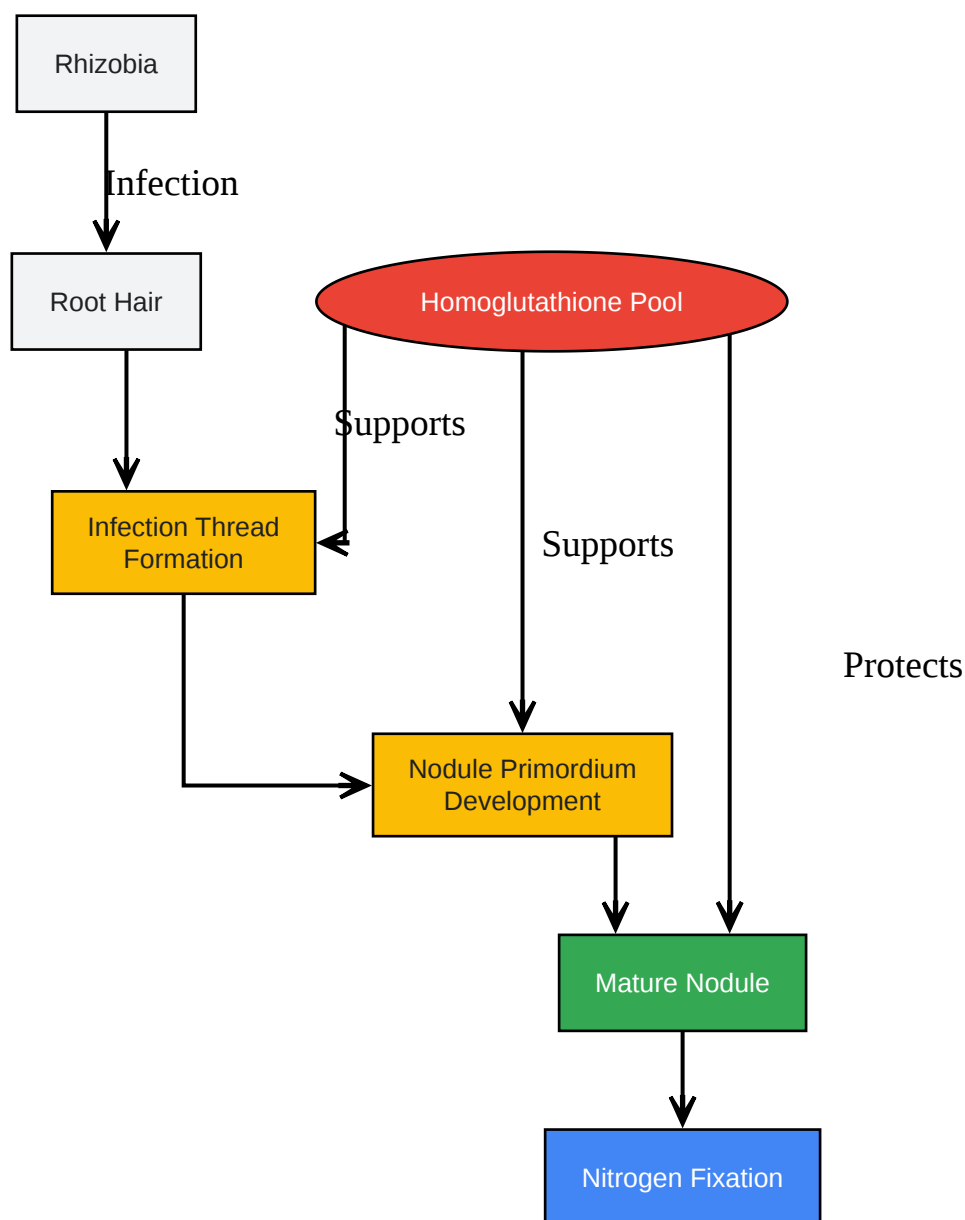 Rhizobia
Infection
Root Hair
Homoglutathione Pool
Supports
Infection Thread
Formation
Supports
Protects
Nodule Primordium
Development
Mature Nodule
Nitrogen Fixation